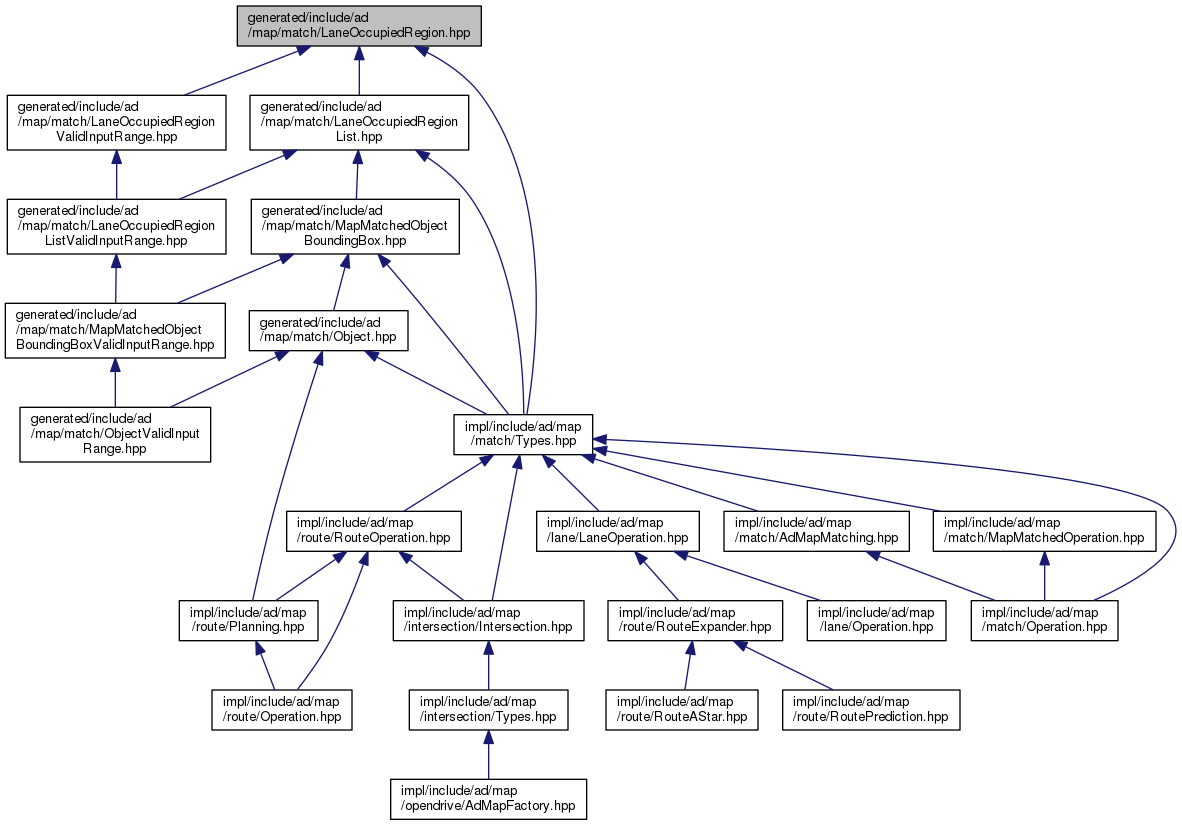 generated/include/ad
/map/match/LaneOccupiedRegion.hpp
generated/include/ad
/map/match/LaneOccupiedRegion
ValidInputRange.hpp
generated/include/ad
/map/match/LaneOccupiedRegion
List.hpp
generated/include/ad
/map/match/LaneOccupiedRegion
ListValidInputRange.hpp
generated/include/ad
/map/match/MapMatchedObject
BoundingBox.hpp
generated/include/ad
/map/match/MapMatchedObject
BoundingBoxValidInputRange.hpp
generated/include/ad
/map/match/Object.hpp
generated/include/ad
/map/match/ObjectValidInput
Range.hpp
impl/include/ad/map
/match/Types.hpp
impl/include/ad/map
/route/RouteOperation.hpp
impl/include/ad/map
/lane/LaneOperation.hpp
impl/include/ad/map
/match/AdMapMatching.hpp
impl/include/ad/map
/match/MapMatchedOperation.hpp
impl/include/ad/map
/route/Planning.hpp
impl/include/ad/map
/intersection/Intersection.hpp
impl/include/ad/map
/route/RouteExpander.hpp
impl/include/ad/map
/lane/Operation.hpp
impl/include/ad/map
/match/Operation.hpp
impl/include/ad/map
/route/Operation.hpp
impl/include/ad/map
/intersection/Types.hpp
impl/include/ad/map
/route/RouteAStar.hpp
impl/include/ad/map
/route/RoutePrediction.hpp
impl/include/ad/map
/opendrive/AdMapFactory.hpp